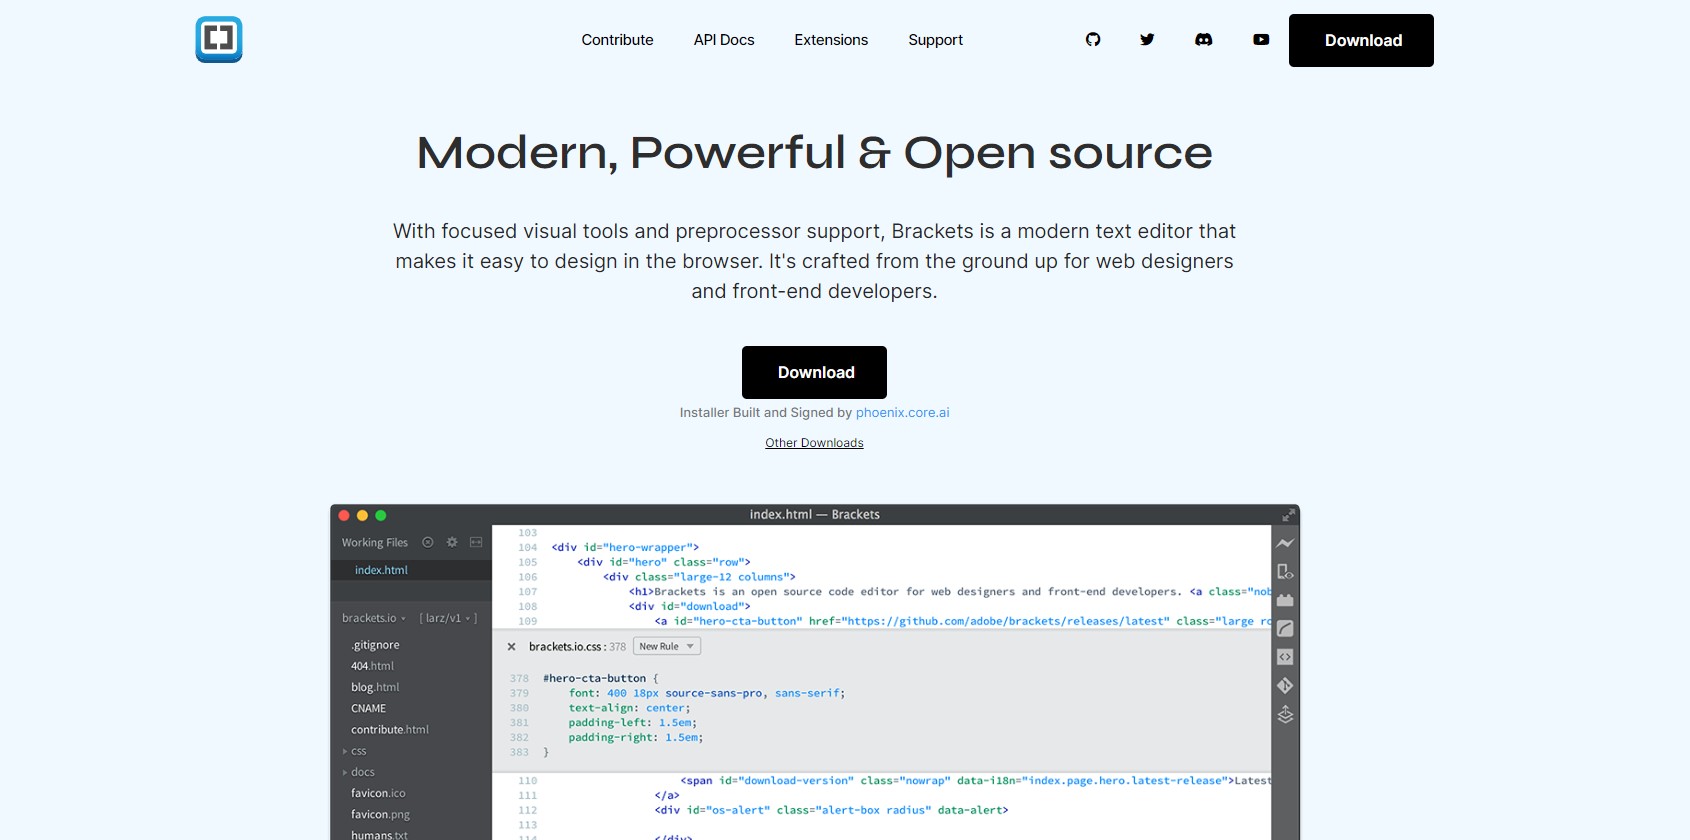 Contribute API Docs Extensions Support Download
Modern, Powerful & Open source
With focused visual tools and preprocessor support, Brackets is a modern text editor that
makes it easy to design in the browser. It's crafted from the ground up for web designers
and front-end developers.
Download
Installer Built and Signed by phoenix.core.ai
Other Downloads
index.html — Brackets
Working Files
index.html
brackets.io [ larz/v1 ]
.gitignore
404.html
blog.html
CNAME
contribute.html
css
docs
favicon.ico
favicon.png
humans.txt
103
104 <div id="hero-wrapper">
105 <div id="hero" class="row">
106 <div class="large-12 columns">
107 <h1>Brackets is an open source code editor for web designers and front-end developers. <a class="nob
108 <div id="download">
109 <a id="hero-cta-button" href="https://github.com/adobe/brackets/releases/latest" class="large ro
brackets.io.css : 378 New Rule
378 #hero-cta-button {
379 font: 400 18px source-sans-pro, sans-serif;
380 text-align: center;
381 padding-left: 1.5em;
382 padding-right: 1.5em;
383 }
110 <span id="download-version" class="nowrap" data-i18n="index.page.hero.latest-release">Latest
111 </a>
112 <div id="os-alert" class="alert-box radius" data-alert>
113
114 </div>